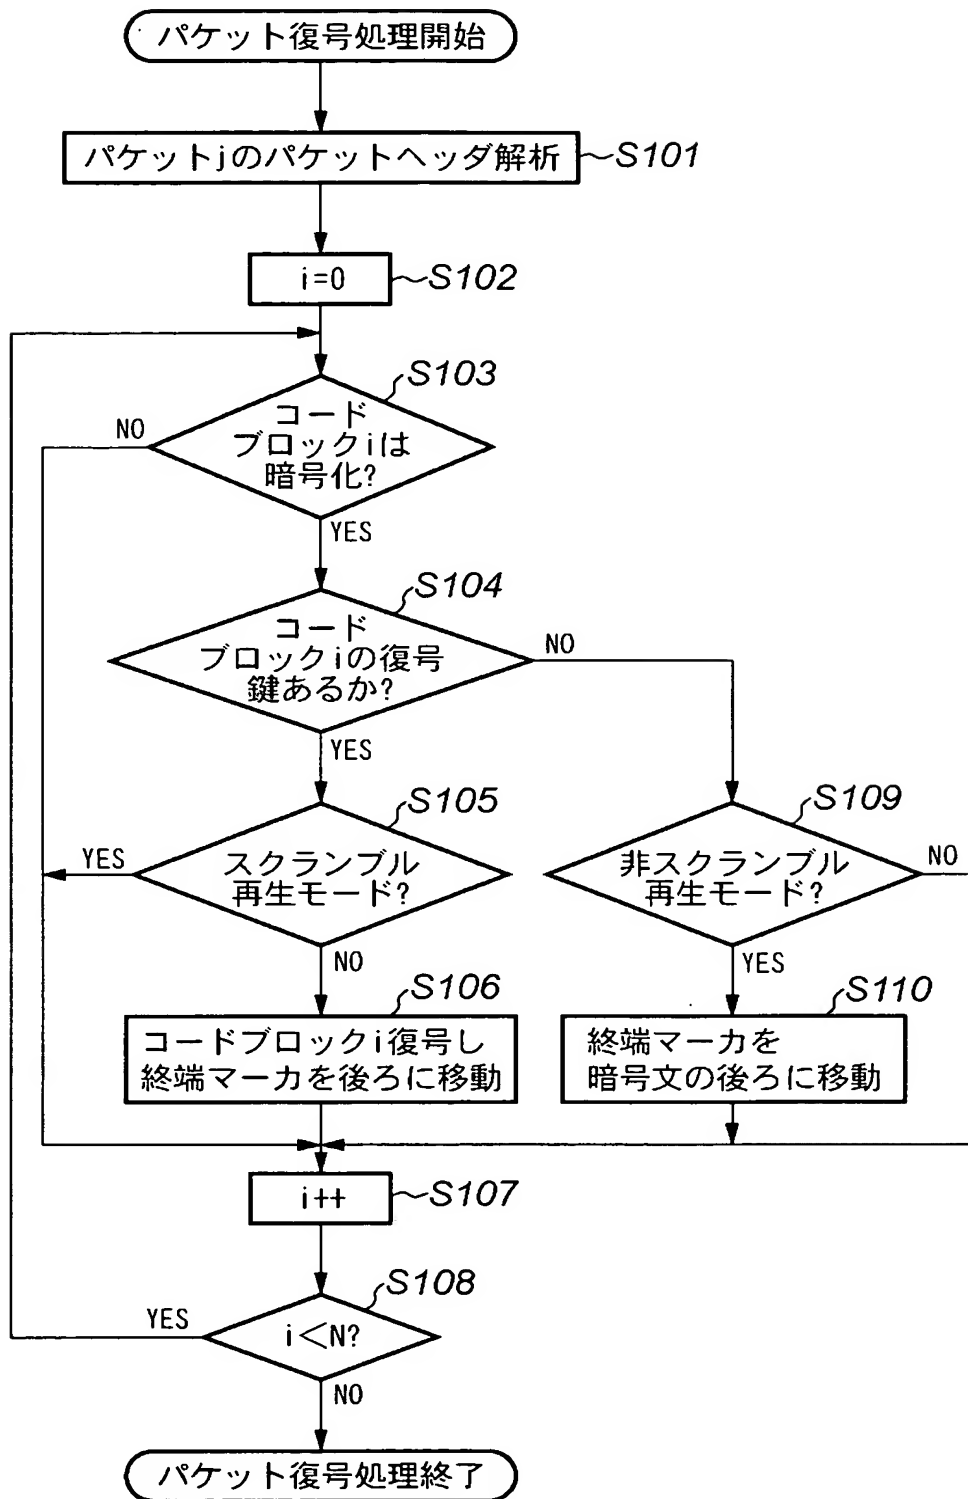 パケット復号処理開始
パケットjのパケットヘッダ解析
S101
i=0
S102
S103
コード
ブロックiは
暗号化?
NO
YES
S104
コード
ブロックiの復号
鍵あるか?
NO
YES
S105
スクランブル
再生モード?
YES
NO
S109
非スクランブル
再生モード?
NO
YES
S106
コードブロックi復号し
終端マーカを後ろに移動
S110
終端マーカを
暗号文の後ろに移動
i++
S107
S108
i<N?
YES
NO
パケット復号処理終了